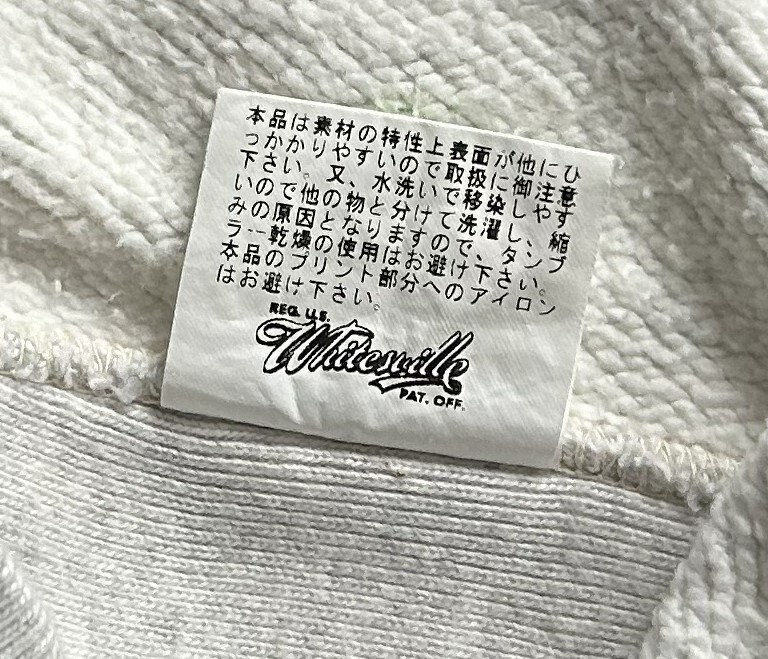 本品は素材の特性上表面が他にひ
っかかりやすいので取扱に御注意
下さい。又、水洗いで移染しやす
いので他の物と分けて洗濯し、縮
みの原因となりますので、タンブ
ラー乾燥の使用はお避け下さい。
本品のプリント部分へのアイロン
はお避け下さい。
REG. U.S.
Whitesville
PAT. OFF.